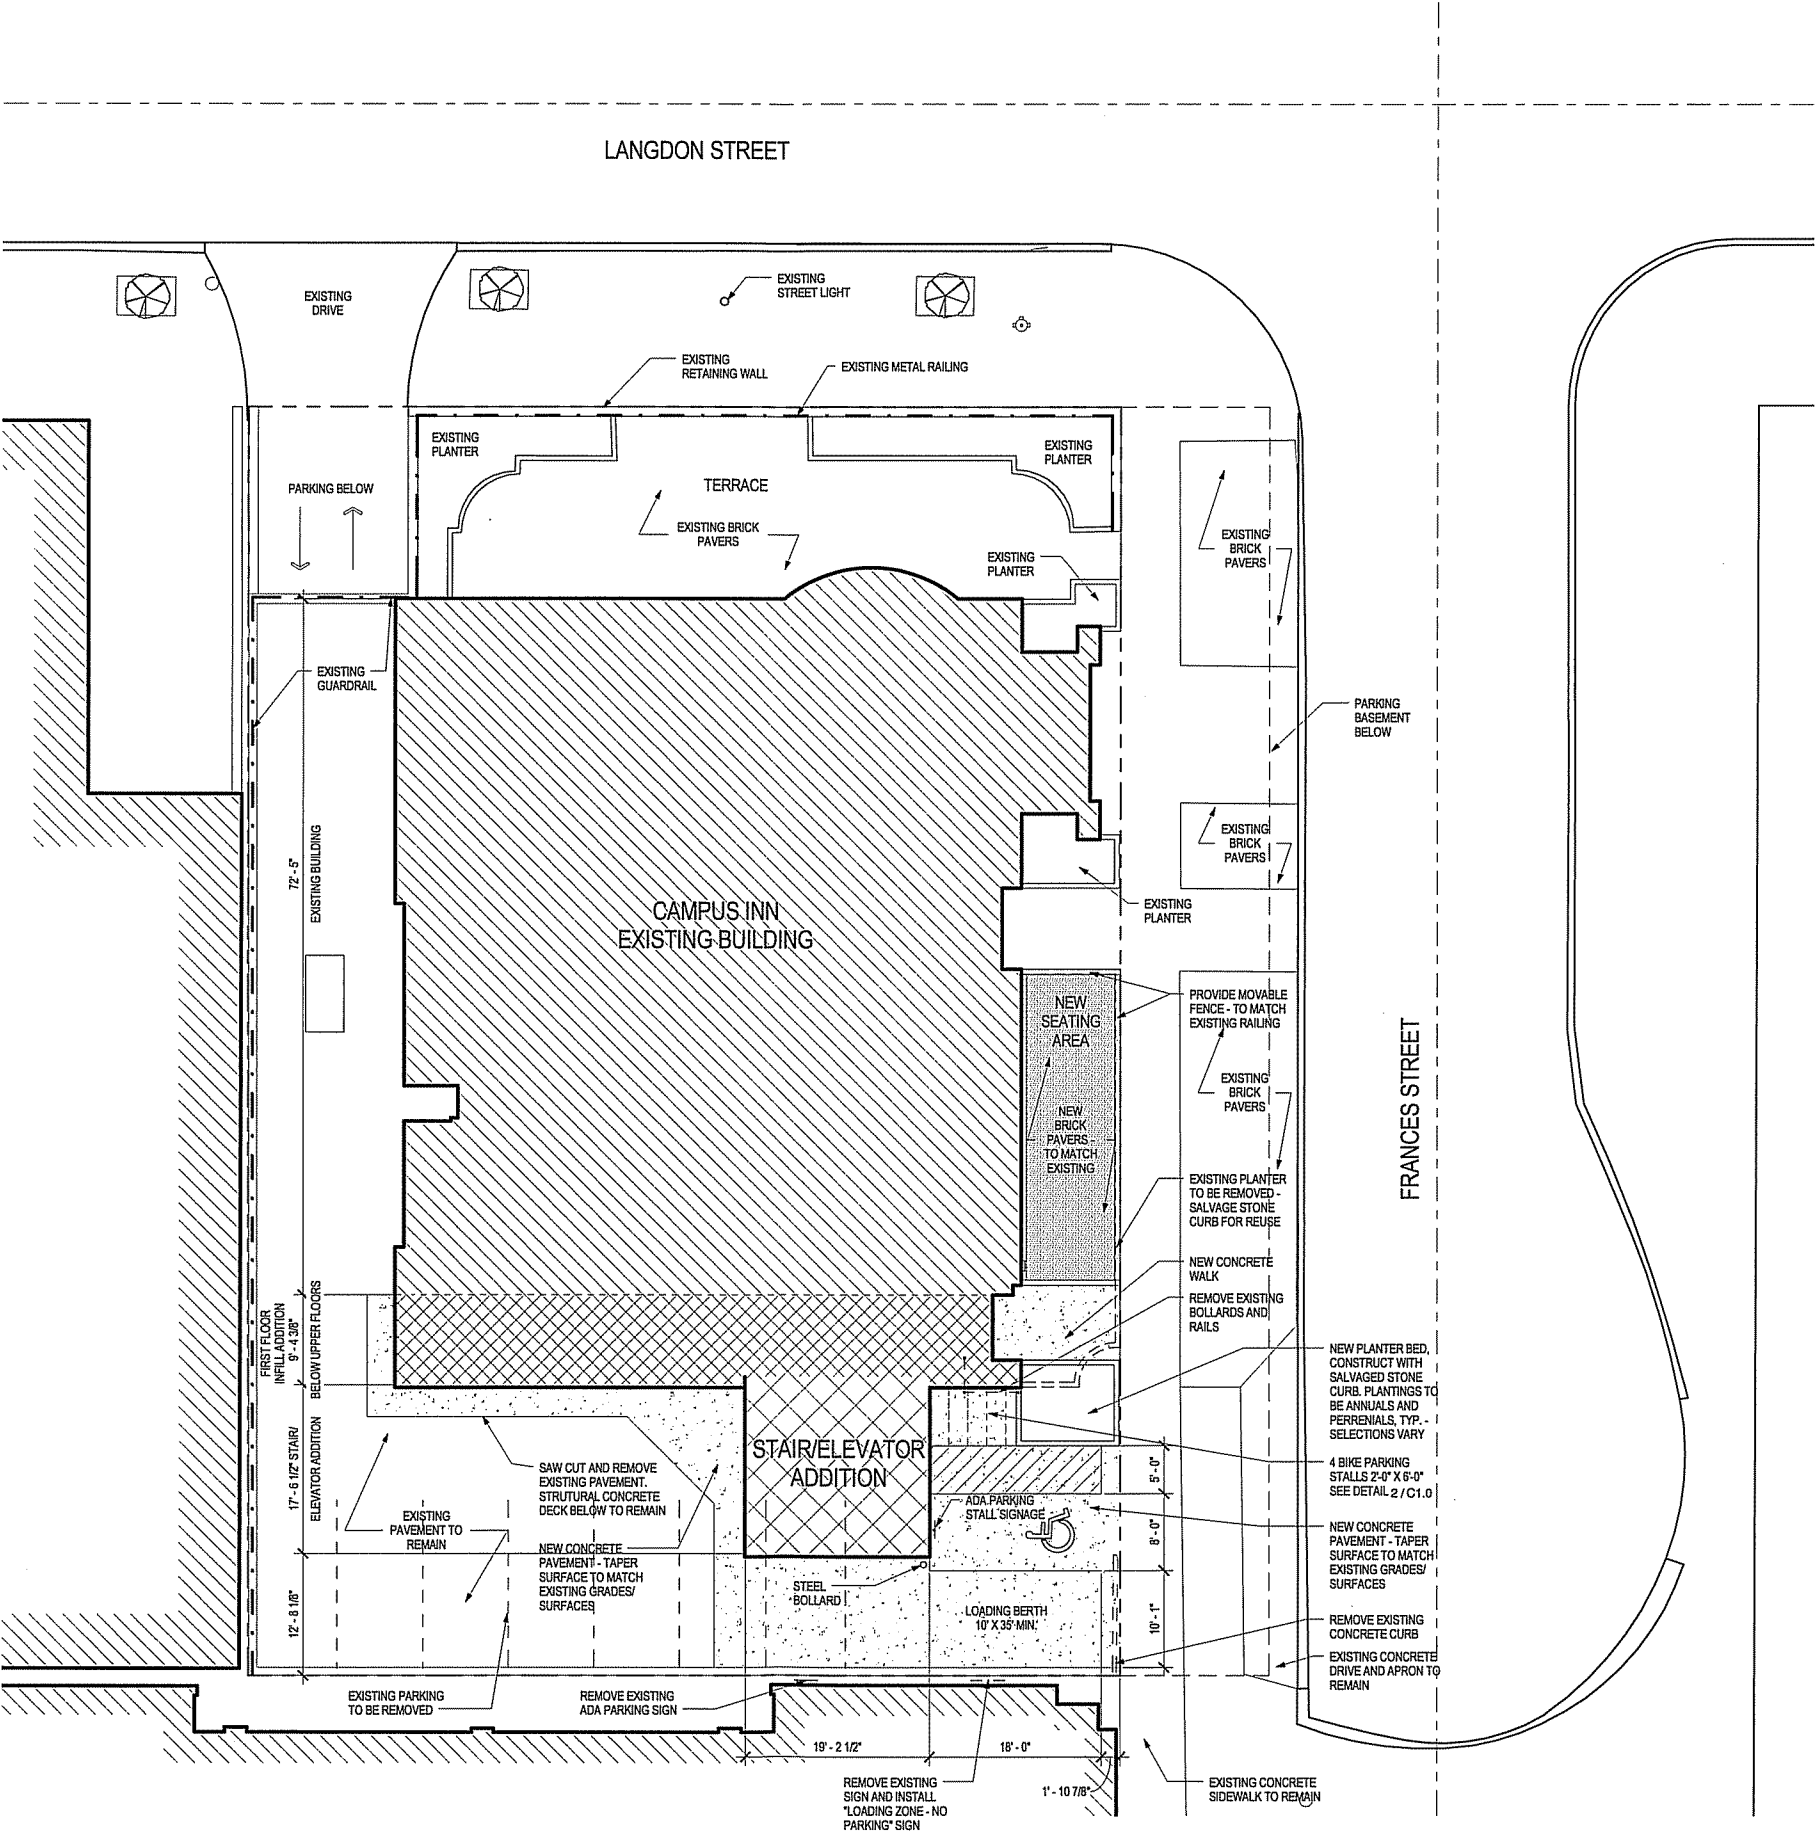 LANGDON STREET
EXISTING
DRIVE
EXISTING
STREET LIGHT
EXISTING
RETAINING WALL
EXISTING METAL RAILING
EXISTING
PLANTER
EXISTING
PLANTER
TERRACE
PARKING BELOW
EXISTING BRICK
PAVERS
EXISTING
BRICK
PAVERS
EXISTING
PLANTER
EXISTING
GUARDRAIL
PARKING
BASEMENT
BELOW
EXISTING
BRICK
PAVERS
72' - 5"
EXISTING BUILDING
CAMPUS INN
EXISTING BUILDING
EXISTING
PLANTER
NEW
SEATING
AREA
PROVIDE MOVABLE
FENCE - TO MATCH
EXISTING RAILING
EXISTING
BRICK
PAVERS
FRANCES STREET
NEW
BRICK
PAVERS -
TO MATCH
EXISTING
EXISTING PLANTER
TO BE REMOVED -
SALVAGE STONE
CURB FOR REUSE
NEW CONCRETE
WALK
REMOVE EXISTING
BOLLARDS AND
RAILS
FIRST FLOOR
INFILL ADDITION
9' - 4 3/8"
BELOW UPPER FLOORS
NEW PLANTER BED,
CONSTRUCT WITH
SALVAGED STONE
CURB. PLANTINGS TO
BE ANNUALS AND
PERRENIALS, TYP. -
SELECTIONS VARY
17' - 6 1/2" STAIR/
ELEVATOR ADDITION
STAIR/ELEVATOR
ADDITION
SAW CUT AND REMOVE
EXISTING PAVEMENT.
STRUTURAL CONCRETE
DECK BELOW TO REMAIN
5' - 0"
4 BIKE PARKING
STALLS 2'-0" X 6'-0"
SEE DETAIL 2 / C1.0
ADA PARKING
STALL SIGNAGE
EXISTING
PAVEMENT TO
REMAIN
8' - 0"
NEW CONCRETE
PAVEMENT - TAPER
SURFACE TO MATCH
EXISTING GRADES/
SURFACES
NEW CONCRETE
PAVEMENT - TAPER
SURFACE TO MATCH
EXISTING GRADES/
SURFACES
STEEL
BOLLARD
12' - 8 1/8"
LOADING BERTH
10' X 35' MIN.
10' - 1"
REMOVE EXISTING
CONCRETE CURB
EXISTING CONCRETE
DRIVE AND APRON TO
REMAIN
EXISTING PARKING
TO BE REMOVED
REMOVE EXISTING
ADA PARKING SIGN
19' - 2 1/2"
18' - 0"
1' - 10 7/8"
REMOVE EXISTING
SIGN AND INSTALL
"LOADING ZONE - NO
PARKING" SIGN
EXISTING CONCRETE
SIDEWALK TO REMAIN